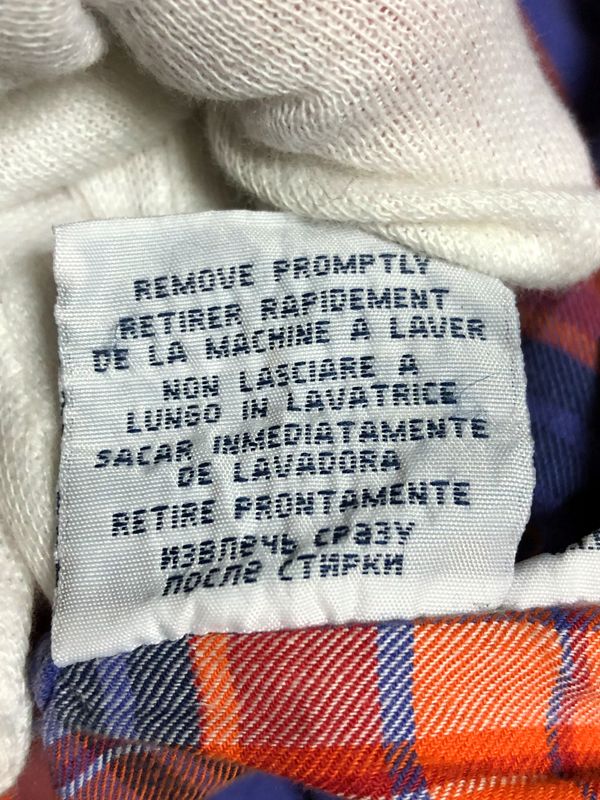 REMOVE PROMPTLY
RETIRER RAPIDEMENT
DE LA MACHINE A LAVER
NON LASCIARE A
LUNGO IN LAVATRICE
SACAR INMEDIATAMENTE
DE LAVADORA
RETIRE PRONTAMENTE
ИЗВЛЕЧЬ СРАЗУ
ПОСЛЕ СТИРКИ